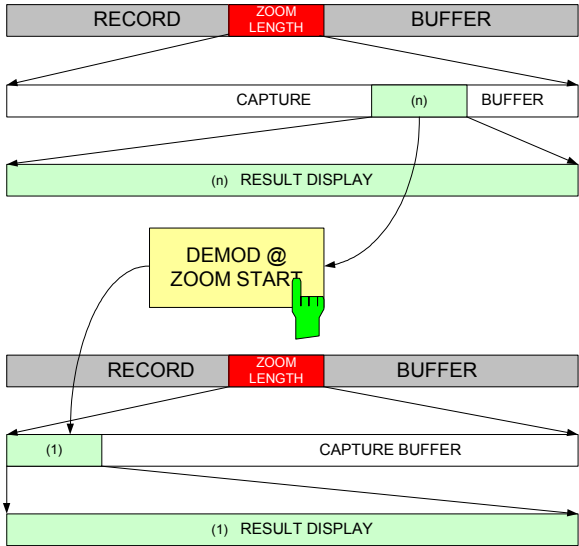 RECORD ZOOM LENGTH BUFFER
CAPTURE (n) BUFFER
(n) RESULT DISPLAY
DEMOD @
ZOOM START
RECORD ZOOM LENGTH BUFFER
(1) CAPTURE BUFFER
(1) RESULT DISPLAY